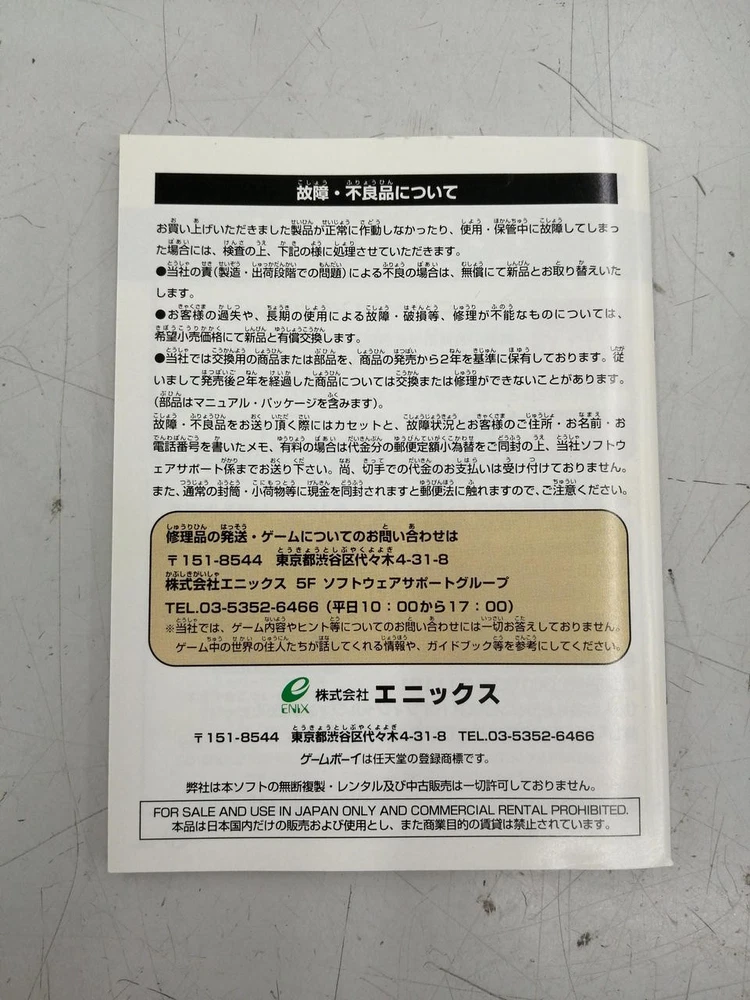 故障・不良品について
お買い上げいただきました製品が正常に作動しなかったり、使用・保管中に故障してしまっ
た場合には、検査の上、下記の様に処理させていただきます。
●当社の責(製造・出荷段階での問題)による不良の場合は、無償にて新品とお取り替えいた
します。
●お客様の過失や、長期の使用による故障・破損等、修理が不能なものについては、
希望小売価格にて新品と有償交換します。
●当社では交換用の商品または部品を、商品の発売から2年を基準に保有しております。従
いまして発売後2年を経過した商品については交換または修理ができないことがあります。
(部品はマニュアル・パッケージを含みます)。
故障・不良品をお送り頂く際にはカセットと、故障状況とお客様のご住所・お名前・お
電話番号を書いたメモ、有料の場合は代金分の郵便定額小為替をご同封の上、当社ソフトウ
ェアサポート係までお送り下さい。尚、切手での代金のお支払いは受け付けておりません。
また、通常の封筒・小荷物等に現金を同封されますと郵便法に触れますので、ご注意ください。
修理品の発送・ゲームについてのお問い合わせは
〒151-8544 東京都渋谷区代々木4-31-8
株式会社エニックス 5F ソフトウェアサポートグループ
TEL.03-5352-6466(平日10:00から17:00)
※当社では、ゲーム内容やヒント等についてのお問い合わせには一切お答えしておりません。
ゲーム中の世界の住人たちが話してくれる情報や、ガイドブック等を参考にしてください。
ENIX 株式会社 エニックス
〒151-8544 東京都渋谷区代々木4-31-8 TEL.03-5352-6466
ゲームボーイは任天堂の登録商標です。
弊社は本ソフトの無断複製・レンタル及び中古販売は一切許可しておりません。
FOR SALE AND USE IN JAPAN ONLY AND COMMERCIAL RENTAL PROHIBITED.
本品は日本国内だけの販売および使用とし、また商業目的の賃貸は禁止されています。